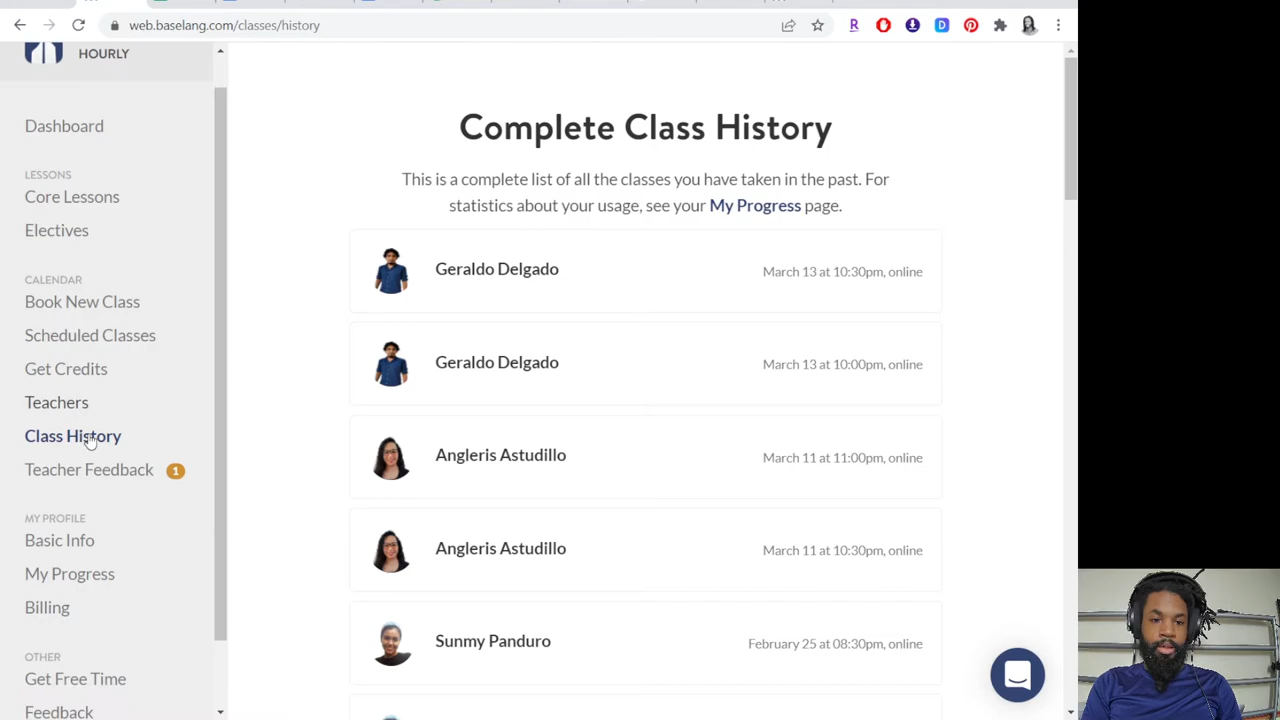 web.baselang.com/classes/history
HOURLY
Dashboard
LESSONS
Core Lessons
Electives
CALENDAR
Book New Class
Scheduled Classes
Get Credits
Teachers
Class History
Teacher Feedback 1
MY PROFILE
Basic Info
My Progress
Billing
OTHER
Get Free Time
Feedback
Complete Class History
This is a complete list of all the classes you have taken in the past. For
statistics about your usage, see your My Progress page.
Geraldo Delgado March 13 at 10:30pm, online
Geraldo Delgado March 13 at 10:00pm, online
Angleris Astudillo March 11 at 11:00pm, online
Angleris Astudillo March 11 at 10:30pm, online
Sunmy Panduro February 25 at 08:30pm, online